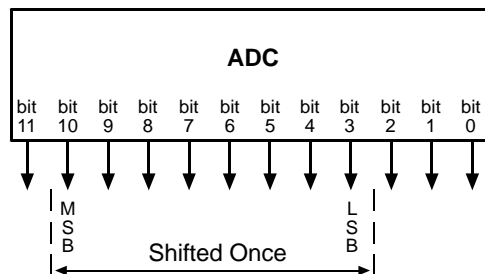 ADC
bit bit bit bit bit bit bit bit bit bit bit bit
11 10 9 8 7 6 5 4 3 2 1 0
MSB LSB
Shifted Once